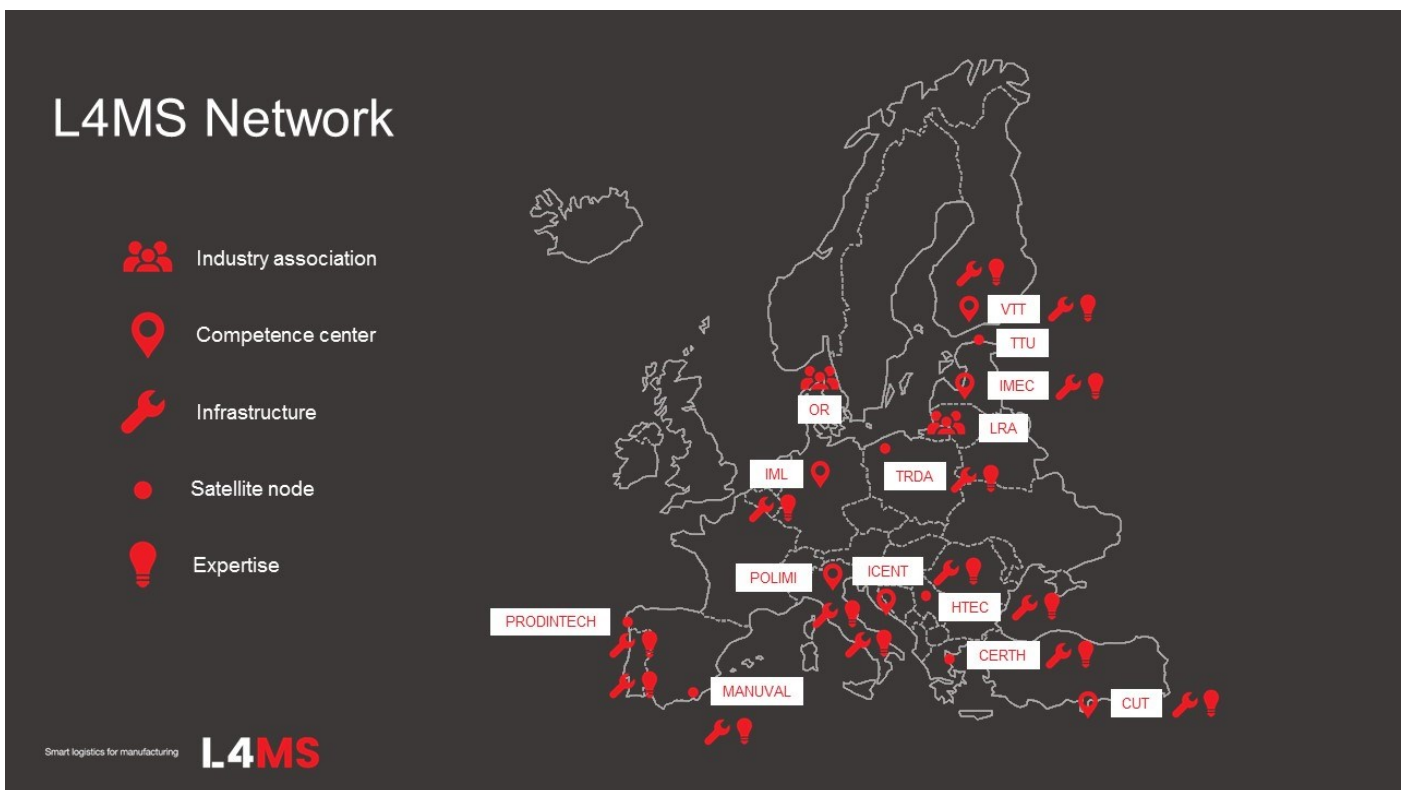 L4MS Network
Industry association
Competence center
Infrastructure
Satellite node
Expertise
VTT
TTU
IMEC
OR
LRA
IML
TRDA
POLIMI
ICENT
HTEC
PRODINTECH
CERTH
MANUVAL
CUT
Smart logistics for manufacturing
L4MS